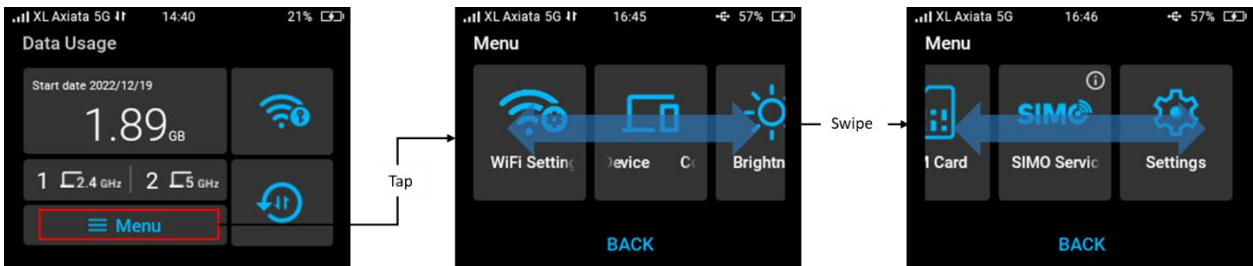 XL Axiata 5G 14:40 21%
Data Usage
Start date 2022/12/19
1.89 GB
1 2.4 GHz 2 5 GHz
Menu
Tap
XL Axiata 5G 16:45 57%
Menu
WiFi Setting
Device
Brightn
BACK
Swipe
XL Axiata 5G 16:46 57%
Menu
Card
SIMO
SIMO Servic
Settings
BACK